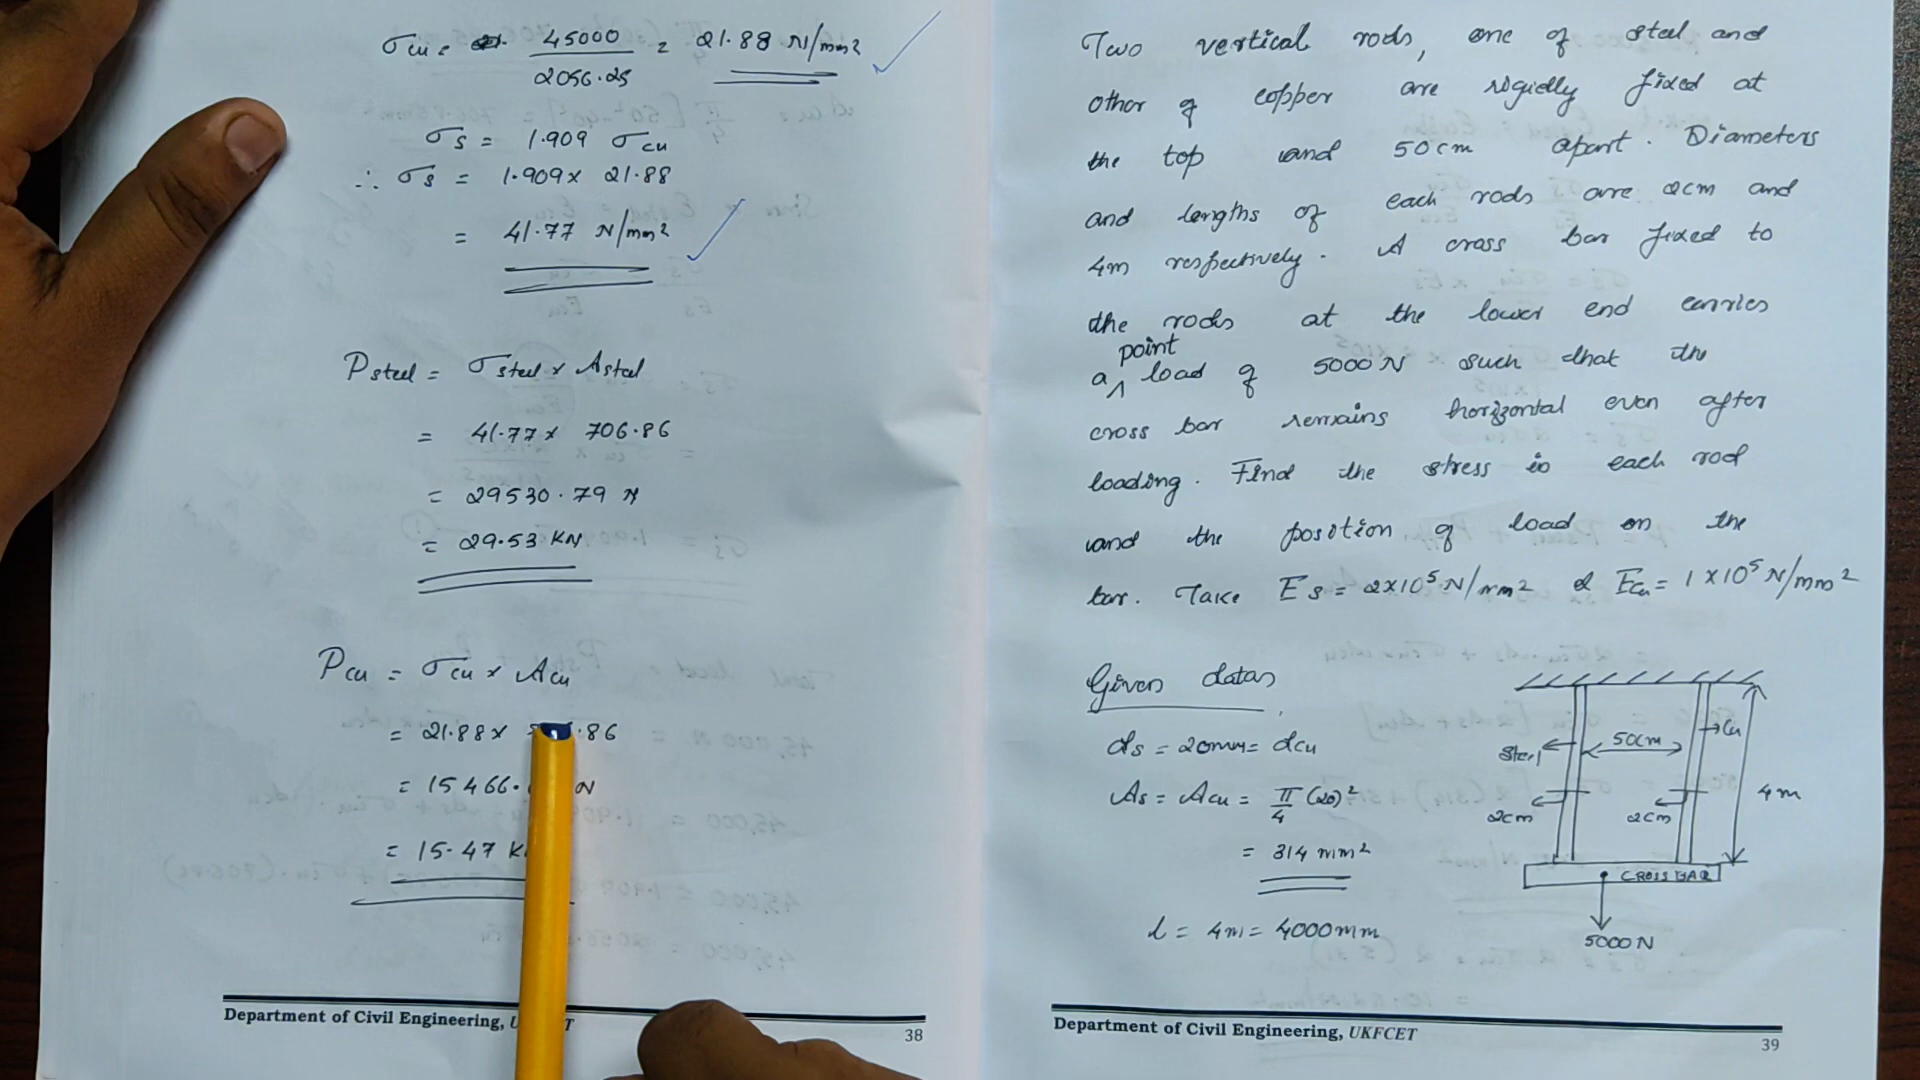 σcu = 45000 / 2056.25 = 21.88 N/mm2
σs = 1.909 σcu
∴ σs = 1.909 x 21.88
= 41.77 N/mm2
Psteel = σsteel x Asteel
= 41.77 x 706.86
= 29530.79 N
= 29.53 KN
Pcu = σcu x Acu
= 21.88 x .86
= 15466. N
= 15.47
Department of Civil Engineering,
38
Two vertical rods, one of steel and
other of copper are rigidly fixed at
the top and 50cm apart. Diameters
and lengths of each rods are 2cm and
4m respectively. A cross bar fixed to
the rods at the lower end carries
a point load of 5000 N such that the
cross bar remains horizontal even after
loading. Find the stress in each rod
and the position of load on the
bar. Take Es = 2x10^5 N/mm2 & Ecu = 1x10^5 N/mm2
Given datas
ds = 20mm = dcu
As = Acu = π/4 (20)^2
= 314 mm2
l = 4m = 4000mm
Steel
50cm
Cu
2cm
2cm
4m
CROSS BAR
5000 N
Department of Civil Engineering, UKFCET
39